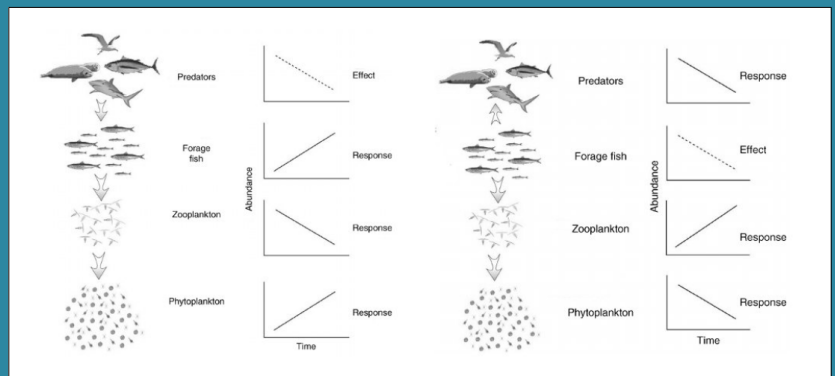 Predators
Effect
Forage
fish
Response
Abundance
Zooplankton
Response
Phytoplankton
Response
Time
Predators
Response
Forage fish
Effect
Abundance
Zooplankton
Response
Phytoplankton
Response
Time